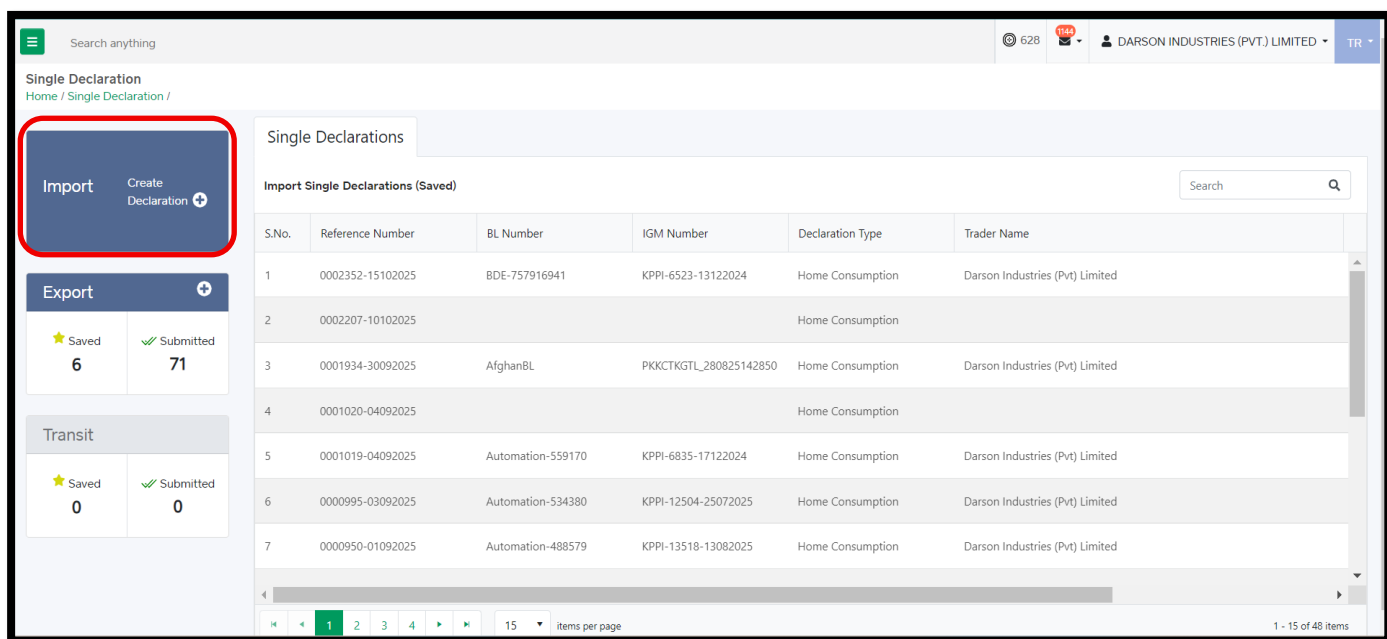 Search anything
628
1144
DARSON INDUSTRIES (PVT.) LIMITED
TR
Single Declaration
Home / Single Declaration /
Import
Create
Declaration
Export
Saved
6
Submitted
71
Transit
Saved
0
Submitted
0
Single Declarations
Import Single Declarations (Saved)
Search
S.No. Reference Number BL Number IGM Number Declaration Type Trader Name
1 0002352-15102025 BDE-757916941 KPPI-6523-13122024 Home Consumption Darson Industries (Pvt) Limited
2 0002207-10102025 Home Consumption
3 0001934-30092025 AfghanBL PKKCTKGTL_280825142850 Home Consumption Darson Industries (Pvt) Limited
4 0001020-04092025 Home Consumption
5 0001019-04092025 Automation-559170 KPPI-6835-17122024 Home Consumption Darson Industries (Pvt) Limited
6 0000995-03092025 Automation-534380 KPPI-12504-25072025 Home Consumption Darson Industries (Pvt) Limited
7 0000950-01092025 Automation-488579 KPPI-13518-13082025 Home Consumption Darson Industries (Pvt) Limited
1 2 3 4 15 items per page 1 - 15 of 48 items